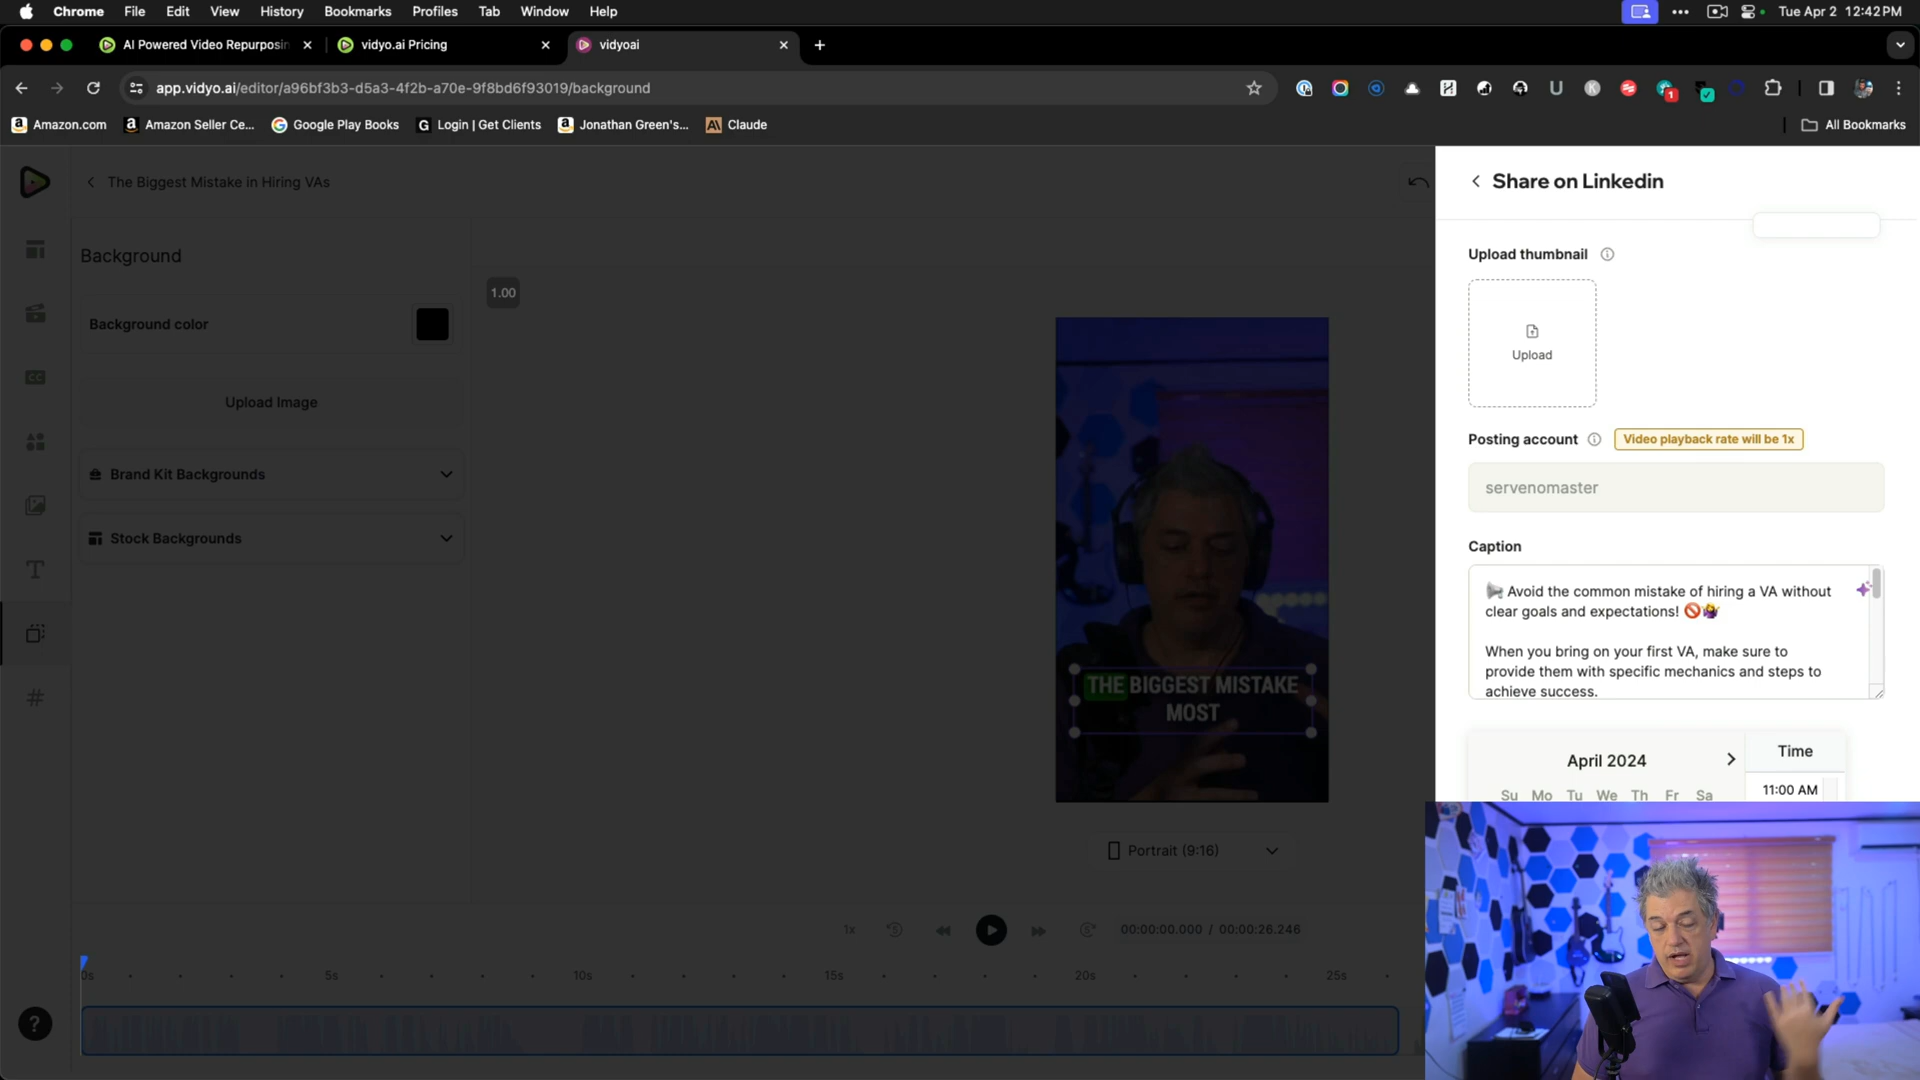 Chrome File Edit View History Bookmarks Profiles Tab Window Help
Tue Apr 2 12:42 PM
AI Powered Video Repurposin
vidyo.ai Pricing
vidyoai
app.vidyo.ai/editor/a96bf3b3-d5a3-4f2b-a70e-9f8bd6f93019/background
Amazon.com
Amazon Seller Ce...
Google Play Books
Login | Get Clients
Jonathan Green's...
Claude
All Bookmarks
The Biggest Mistake in Hiring VAs
Background
Background color
Upload Image
Brand Kit Backgrounds
Stock Backgrounds
1.00
THE BIGGEST MISTAKE
MOST
Portrait (9:16)
1x
00:00:00.000 / 00:00:26.246
0s 5s 10s 15s 20s 25s
Share on Linkedin
Upload thumbnail
Upload
Posting account
Video playback rate will be 1x
servenomaster
Caption
📢 Avoid the common mistake of hiring a VA without
clear goals and expectations! 🚫🤷‍♀️
When you bring on your first VA, make sure to
provide them with specific mechanics and steps to
achieve success.
April 2024
Time
Su Mo Tu We Th Fr Sa
11:00 AM